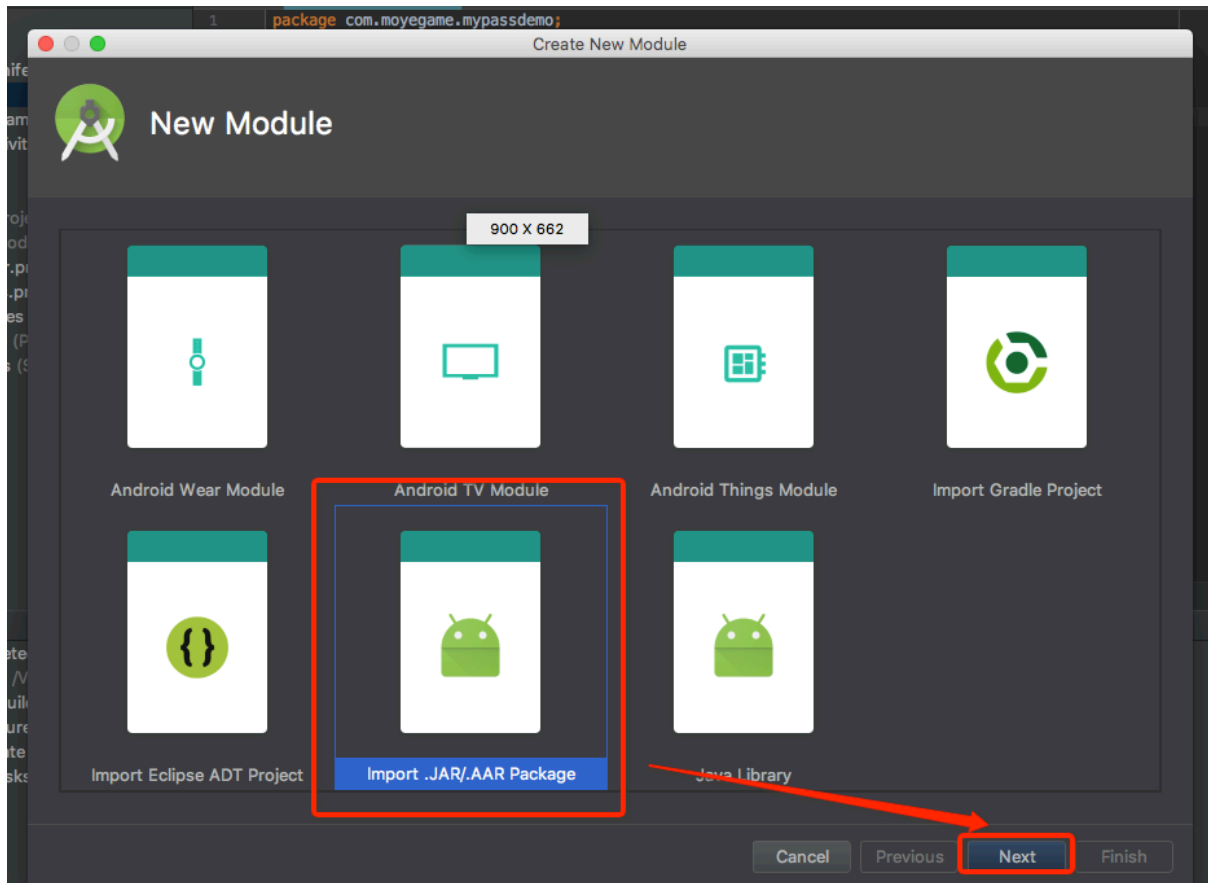 1 package com.moyegame.mypassdemo;
Create New Module
New Module
900 X 662
Android Wear Module
Android TV Module
Android Things Module
Import Gradle Project
Import Eclipse ADT Project
Import .JAR/.AAR Package
Java Library
Cancel
Previous
Next
Finish